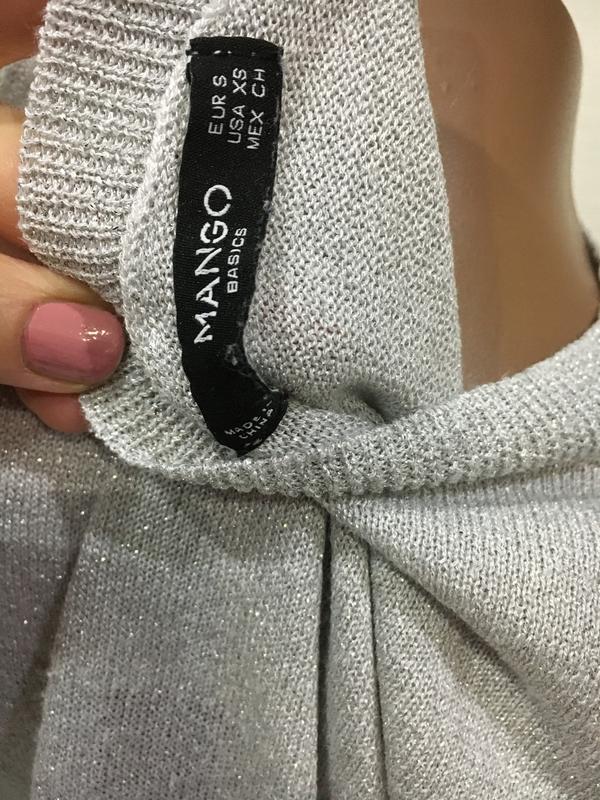 EUR S
USA XS
MEX CH
MANGO
BASICS
MADE IN
CHINA